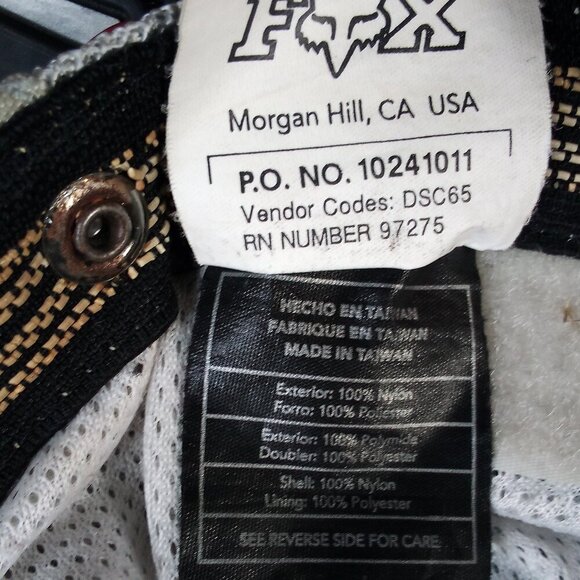 FOX
Morgan Hill, CA USA
P.O. NO. 10241011
Vendor Codes: DSC65
RN NUMBER 97275
HECHO EN TAIWAN
FABRIQUE EN TAIWAN
MADE IN TAIWAN
Exterior: 100% Nylon
Forro: 100% Poliester
Exterior: 100% Polymide
Doubler: 100% Polyester
Shell: 100% Nylon
Lining: 100% Polyester
SEE REVERSE SIDE FOR CARE